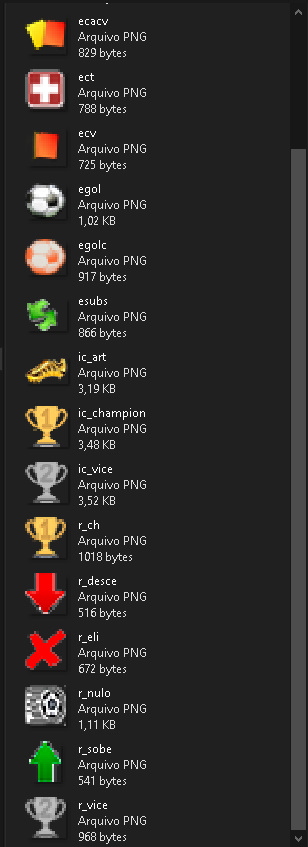 ecacv
Arquivo PNG
829 bytes
ect
Arquivo PNG
788 bytes
ecv
Arquivo PNG
725 bytes
egol
Arquivo PNG
1,02 KB
egolc
Arquivo PNG
917 bytes
esubs
Arquivo PNG
866 bytes
ic_art
Arquivo PNG
3,19 KB
1
ic_champion
Arquivo PNG
3,48 KB
2
ic_vice
Arquivo PNG
3,52 KB
1
r_ch
Arquivo PNG
1018 bytes
r_desce
Arquivo PNG
516 bytes
r_eli
Arquivo PNG
672 bytes
r_nulo
Arquivo PNG
1,11 KB
r_sobe
Arquivo PNG
541 bytes
2
r_vice
Arquivo PNG
968 bytes